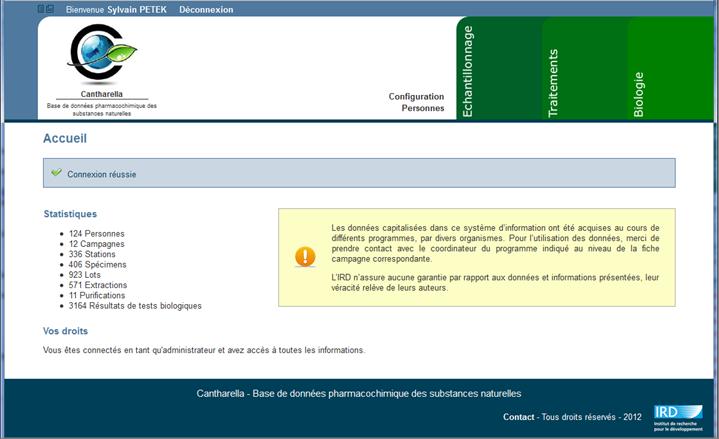 Bienvenue Sylvain PETEK Déconnexion
Cantharella
Base de données pharmacochimique des
substances naturelles
Configuration
Personnes
Echantillonnage
Traitements
Biologie
Accueil
Connexion réussie
Statistiques
124 Personnes
12 Campagnes
336 Stations
406 Spécimens
923 Lots
571 Extractions
11 Purifications
3164 Résultats de tests biologiques
Les données capitalisées dans ce système d'information ont été acquises au cours de
différents programmes, par divers organismes. Pour l'utilisation des données, merci de
prendre contact avec le coordinateur du programme indiqué au niveau de la fiche
campagne correspondante.
L'IRD n'assure aucune garantie par rapport aux données et informations présentées, leur
véracité relève de leurs auteurs.
Vos droits
Vous êtes connectés en tant qu'administrateur et avez accès à toutes les informations.
Cantharella - Base de données pharmacochimique des substances naturelles
Contact - Tous droits réservés - 2012
IRD
Institut de recherche
pour le développement